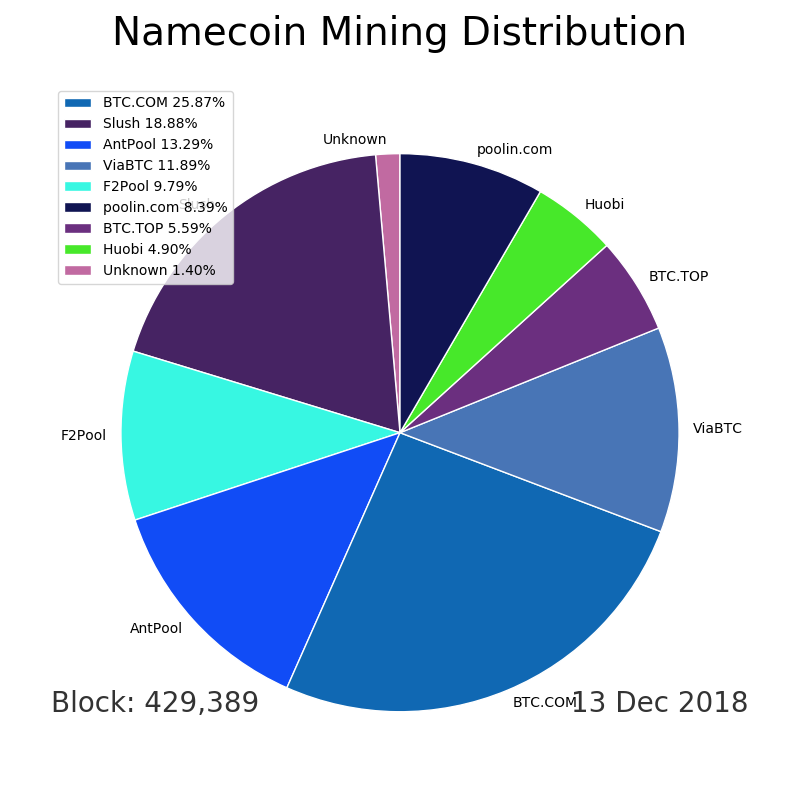 Namecoin Mining Distribution
BTC.COM 25.87%
Slush 18.88%
AntPool 13.29%
ViaBTC 11.89%
F2Pool 9.79%
poolin.com 8.39%
BTC.TOP 5.59%
Huobi 4.90%
Unknown 1.40%
Unknown
poolin.com
Slush
Huobi
BTC.TOP
ViaBTC
F2Pool
AntPool
BTC.COM
Block: 429,389
13 Dec 2018